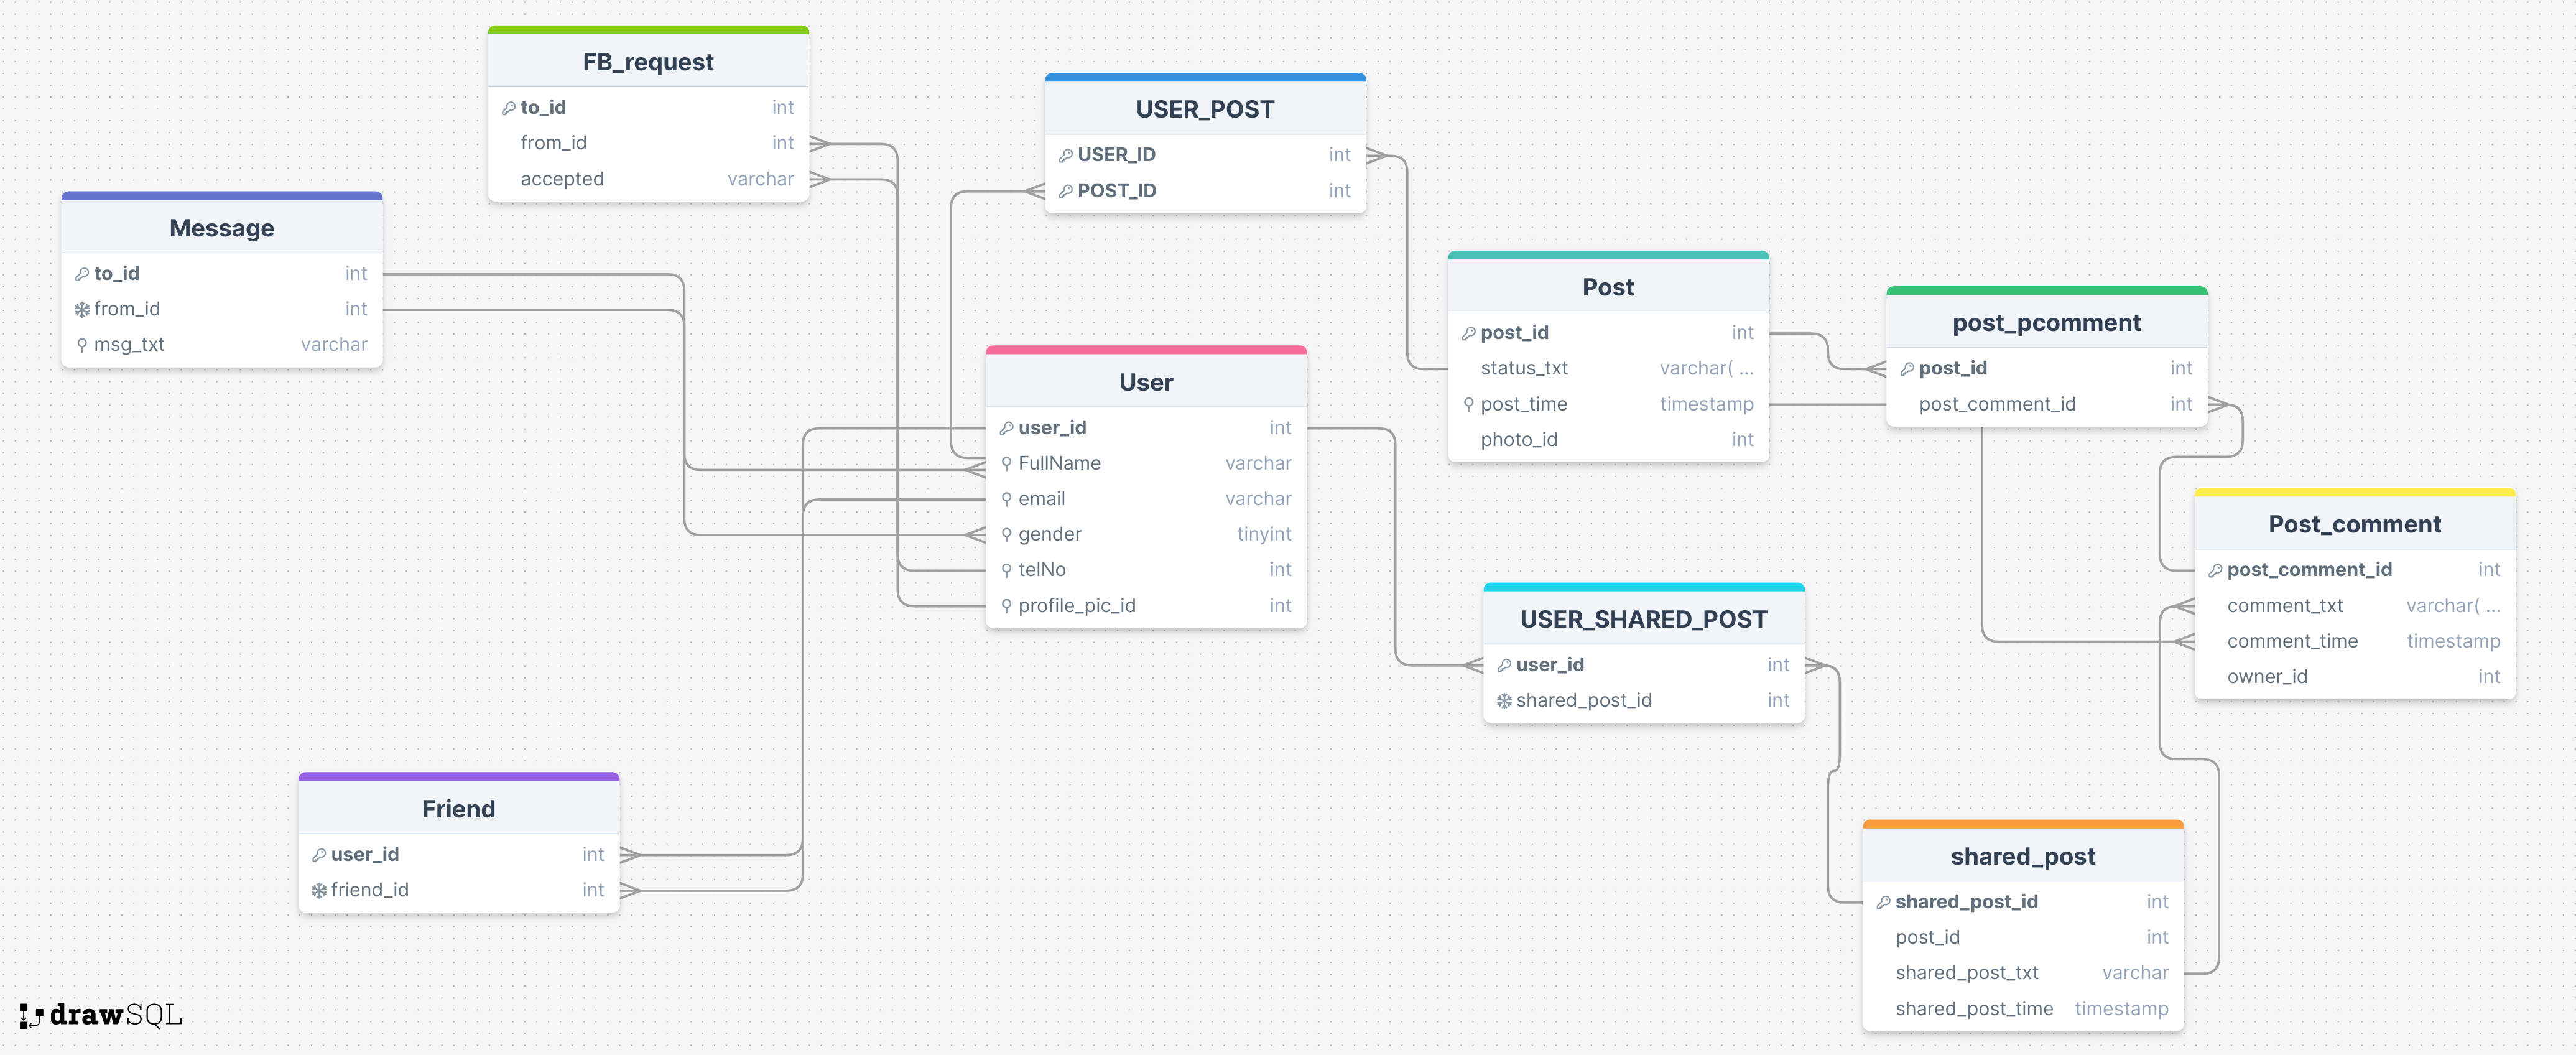 FB_request
to_id int
from_id int
accepted varchar
USER_POST
USER_ID int
POST_ID int
Message
to_id int
from_id int
msg_txt varchar
Post
post_id int
status_txt varchar( ...
post_time timestamp
photo_id int
post_pcomment
post_id int
post_comment_id int
User
user_id int
FullName varchar
email varchar
gender tinyint
telNo int
profile_pic_id int
Post_comment
post_comment_id int
comment_txt varchar( ...
comment_time timestamp
owner_id int
USER_SHARED_POST
user_id int
shared_post_id int
Friend
user_id int
friend_id int
shared_post
shared_post_id int
post_id int
shared_post_txt varchar
shared_post_time timestamp
drawSQL